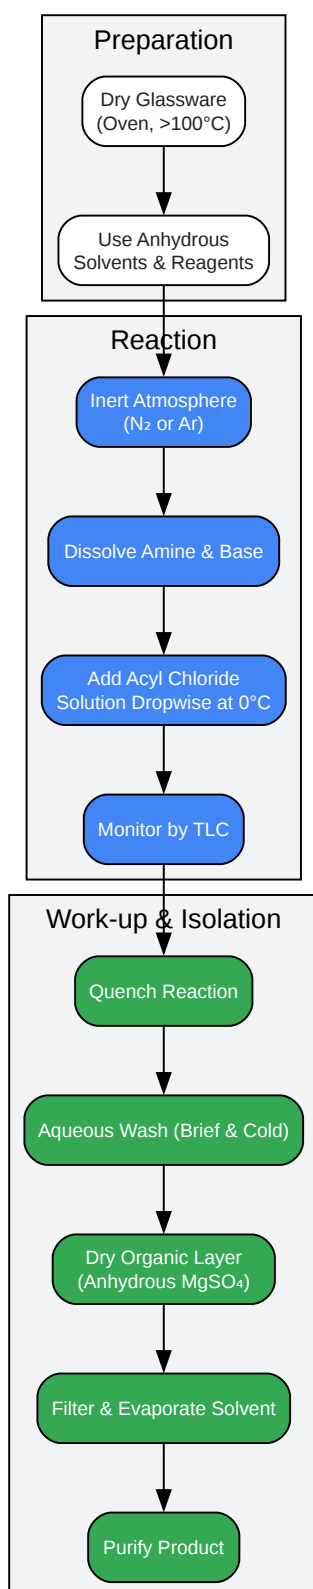 Preparation
Dry Glassware
(Oven, >100°C)
Use Anhydrous
Solvents & Reagents
Reaction
Inert Atmosphere
(N₂ or Ar)
Dissolve Amine & Base
Add Acyl Chloride
Solution Dropwise at 0°C
Monitor by TLC
Work-up & Isolation
Quench Reaction
Aqueous Wash (Brief & Cold)
Dry Organic Layer
(Anhydrous MgSO₄)
Filter & Evaporate Solvent
Purify Product